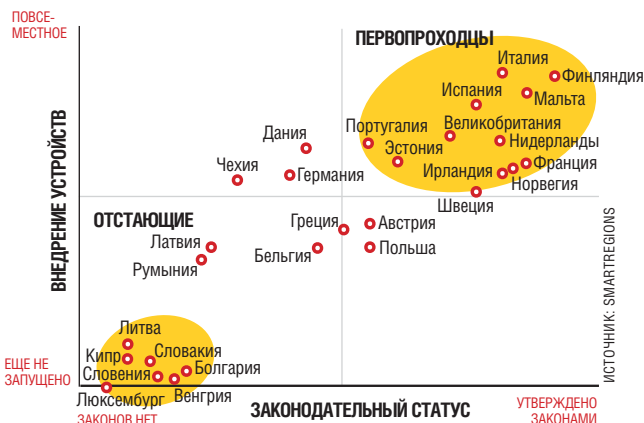 ПОВСЕ-
МЕСТНОЕ
ПЕРВОПРОХОДЦЫ
Италия
Финляндия
Испания
Мальта
Великобритания
Португалия
Дания
Нидерланды
Эстония
Чехия
Германия
Ирландия
Франция
Норвегия
Швеция
ВНЕДРЕНИЕ УСТРОЙСТВ
ОТСТАЮЩИЕ
Греция
Австрия
Латвия
Бельгия
Польша
Румыния
ИСТОЧНИК: SMARTREGIONS
Литва
Кипр
Словакия
ЕЩЕ НЕ
ЗАПУЩЕНО
Словения
Болгария
Люксембург
Венгрия
ЗАКОНОВ НЕТ
ЗАКОНОДАТЕЛЬНЫЙ СТАТУС
УТВЕРЖДЕНО
ЗАКОНАМИ